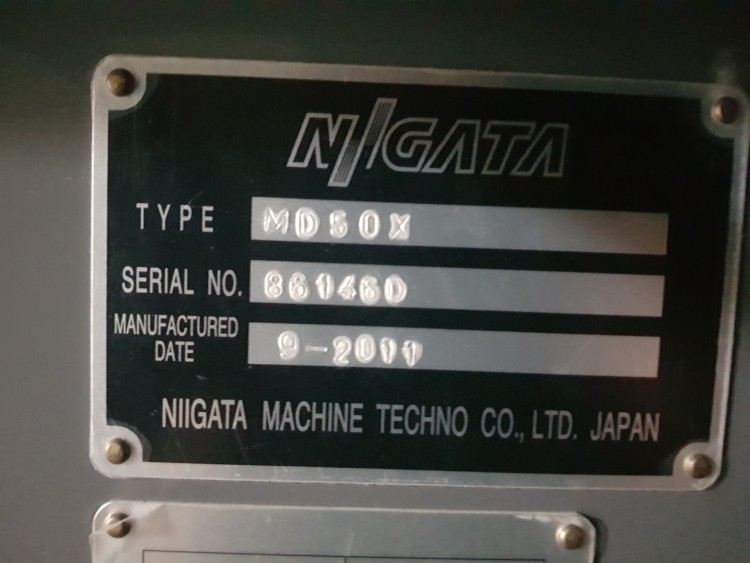 NIIGATA
TYPE MD50X
SERIAL NO. 86146D
MANUFACTURED DATE 9-2011
NIIGATA MACHINE TECHNO CO., LTD. JAPAN